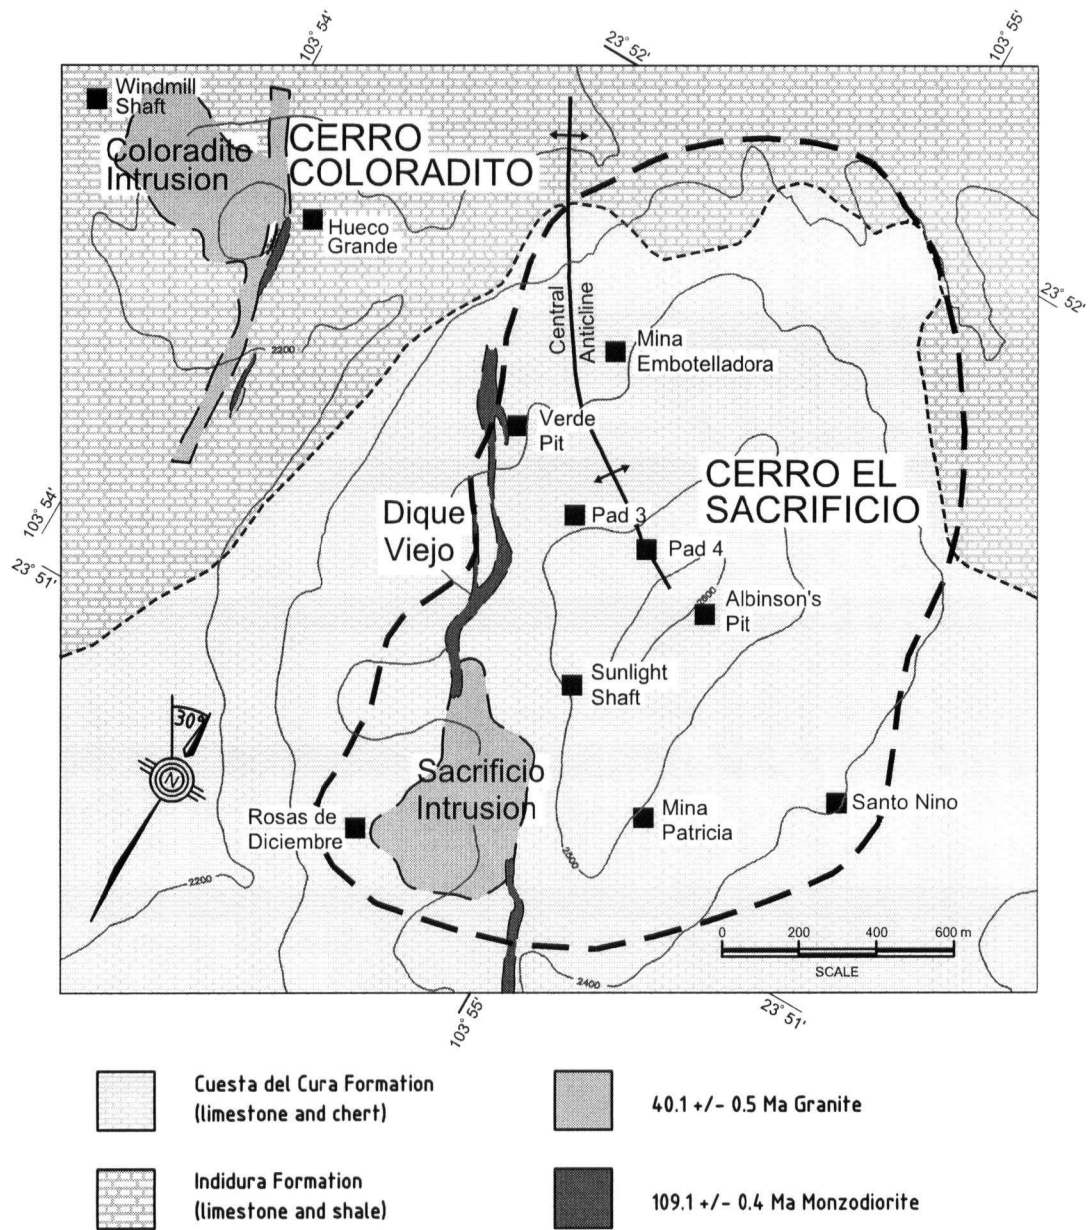 103° 54'
23° 52'
103° 55'
Windmill
Shaft
Coloradito
Intrusion
CERRO
COLORADITO
Hueco
Grande
23° 52'
Central
Anticline
Mina
Embotelladora
2200
Verde
Pit
CERRO EL
SACRIFICIO
Dique
Viejo
Pad 3
Pad 4
103° 54'
23° 51'
2600
Albinson's
Pit
Sunlight
Shaft
30°
N
Sacrificio
Intrusion
Rosas de
Diciembre
Mina
Patricia
Santo Nino
2500
2200
0 200 400 600 m
SCALE
2400
103° 55'
23° 51'
Cuesta del Cura Formation
(limestone and chert)
40.1 +/- 0.5 Ma Granite
Indidura Formation
(limestone and shale)
109.1 +/- 0.4 Ma Monzodiorite